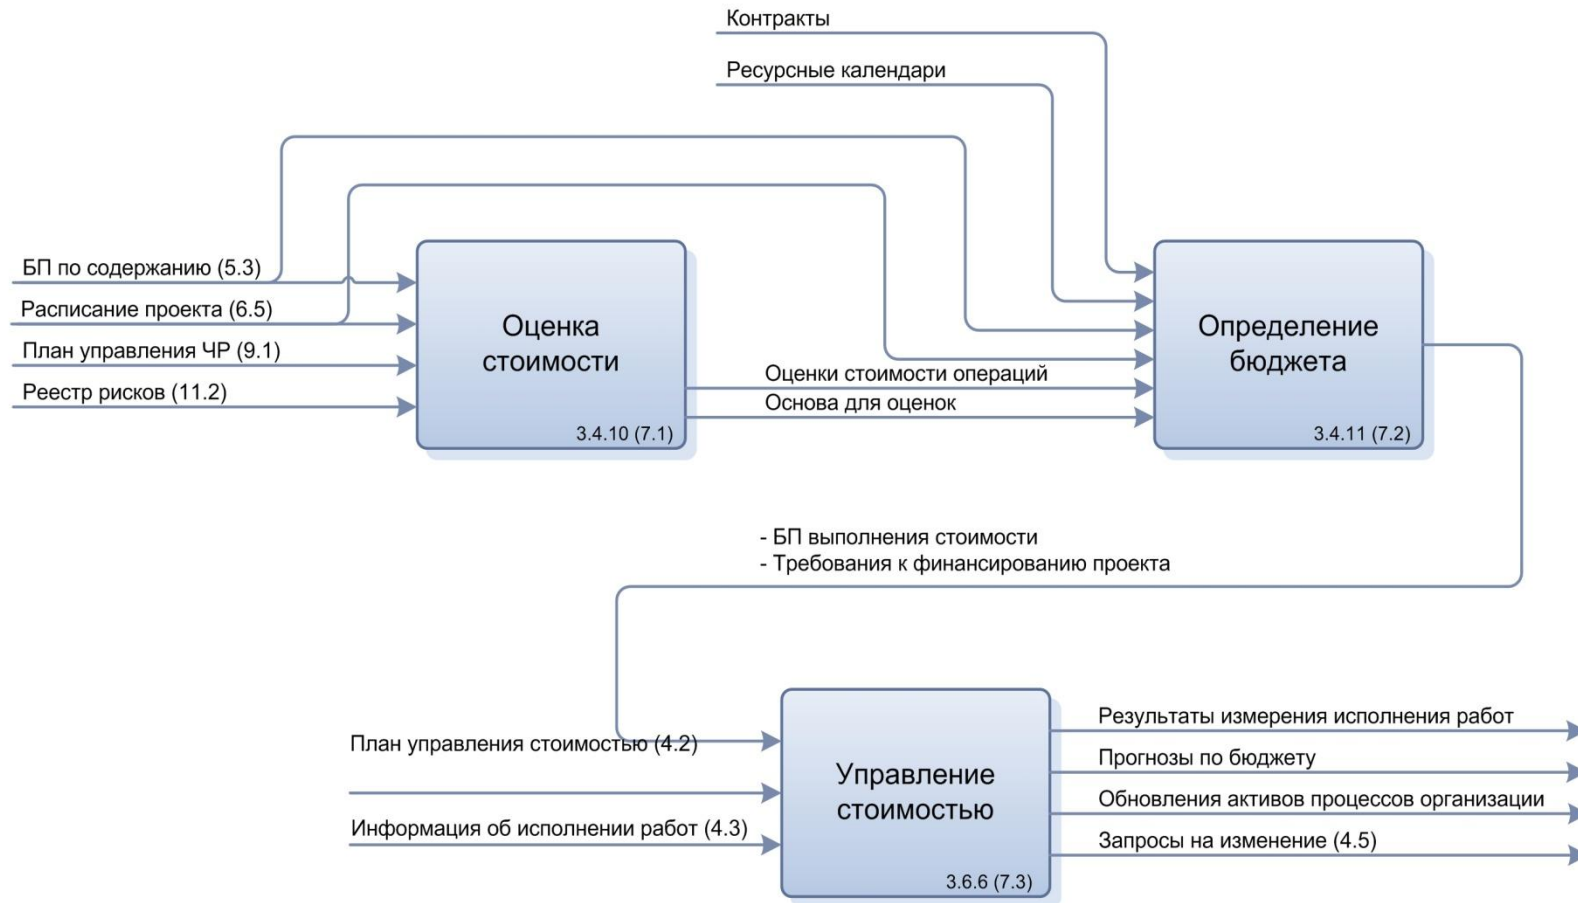 Контракты
Ресурсные календари
БП по содержанию (5.3)
Расписание проекта (6.5)
План управления ЧР (9.1)
Реестр рисков (11.2)
Оценка
стоимости
3.4.10 (7.1)
Оценки стоимости операций
Основа для оценок
Определение
бюджета
3.4.11 (7.2)
- БП выполнения стоимости
- Требования к финансированию проекта
План управления стоимостью (4.2)
Информация об исполнении работ (4.3)
Управление
стоимостью
3.6.6 (7.3)
Результаты измерения исполнения работ
Прогнозы по бюджету
Обновления активов процессов организации
Запросы на изменение (4.5)